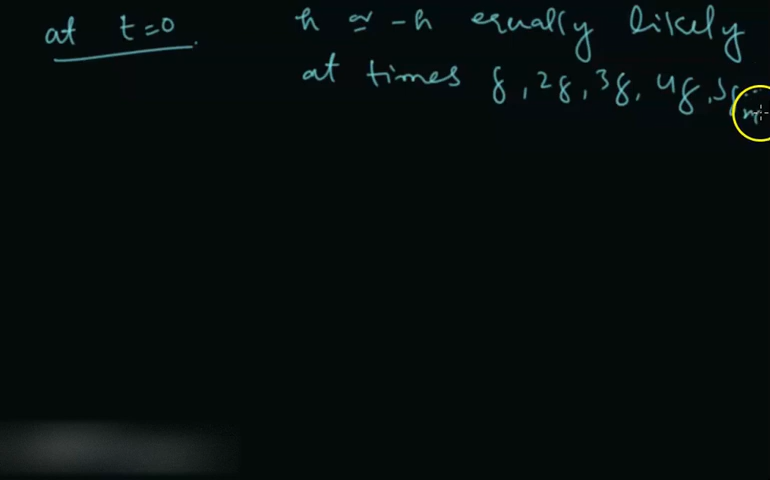 at t=0
h or -h equally likely
at times δ, 2δ, 3δ, 4δ, 5δ...